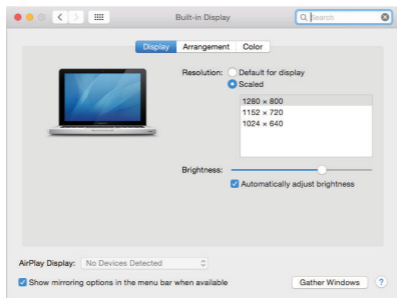 Built-in Display
Search
Display Arrangement Color
Resolution: Default for display
Scaled
1280 × 800
1152 × 720
1024 × 640
Brightness:
Automatically adjust brightness
AirPlay Display: No Devices Detected
Show mirroring options in the menu bar when available
Gather Windows ?